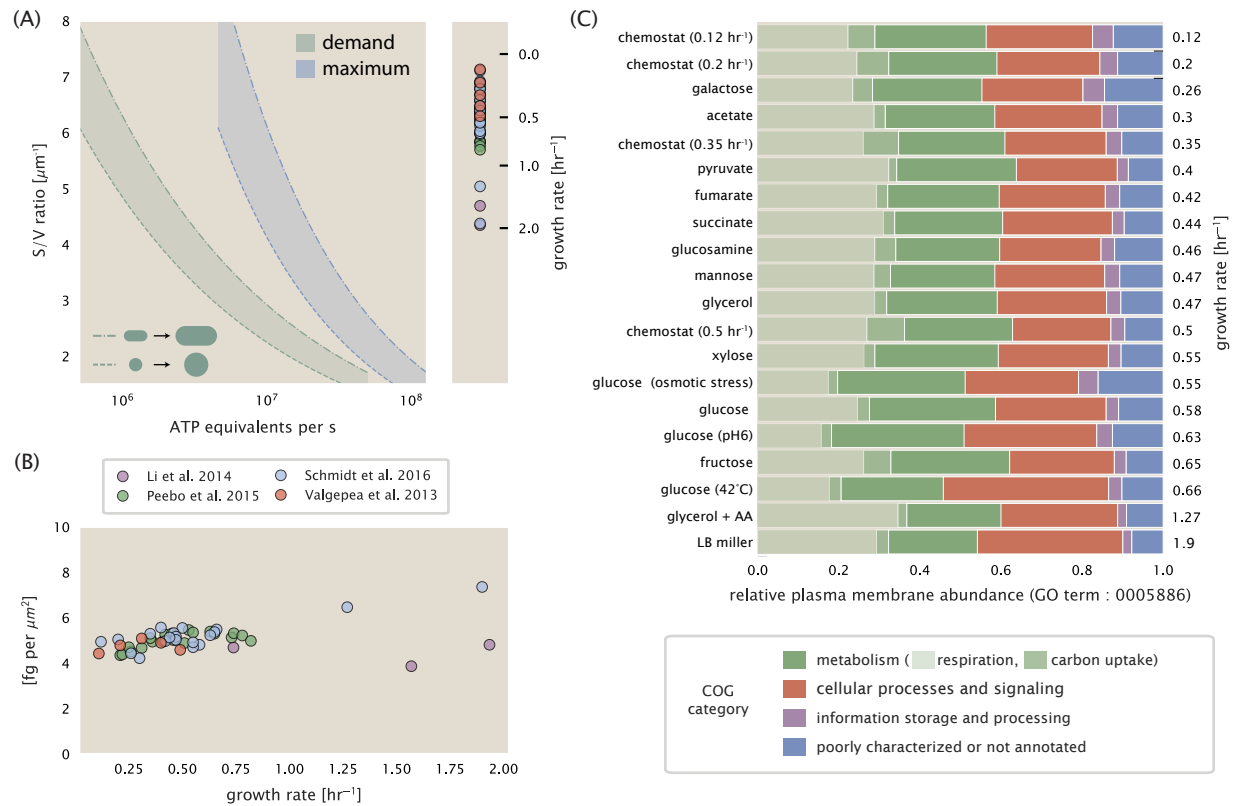 (A)
8
7
6
5
4
3
2
S/V ratio [μm⁻¹]
demand
maximum
10⁶
10⁷
10⁸
ATP equivalents per s
0.0
0.5
1.0
2.0
growth rate [hr⁻¹]
(B)
Li et al. 2014
Schmidt et al. 2016
Peebo et al. 2015
Valgepea et al. 2013
10
8
6
4
2
0
[fg per μm²]
0.25
0.50
0.75
1.00
1.25
1.50
1.75
2.00
growth rate [hr⁻¹]
(C)
chemostat (0.12 hr⁻¹)
0.12
chemostat (0.2 hr⁻¹)
0.2
galactose
0.26
acetate
0.3
chemostat (0.35 hr⁻¹)
0.35
pyruvate
0.4
fumarate
0.42
succinate
0.44
glucosamine
0.46
mannose
0.47
glycerol
0.47
chemostat (0.5 hr⁻¹)
0.5
xylose
0.55
glucose (osmotic stress)
0.55
glucose
0.58
glucose (pH6)
0.63
fructose
0.65
glucose (42°C)
0.66
glycerol + AA
1.27
LB miller
1.9
growth rate [hr⁻¹]
0.0
0.2
0.4
0.6
0.8
1.0
relative plasma membrane abundance (GO term : 0005886)
COG
category
metabolism ( respiration, carbon uptake)
cellular processes and signaling
information storage and processing
poorly characterized or not annotated